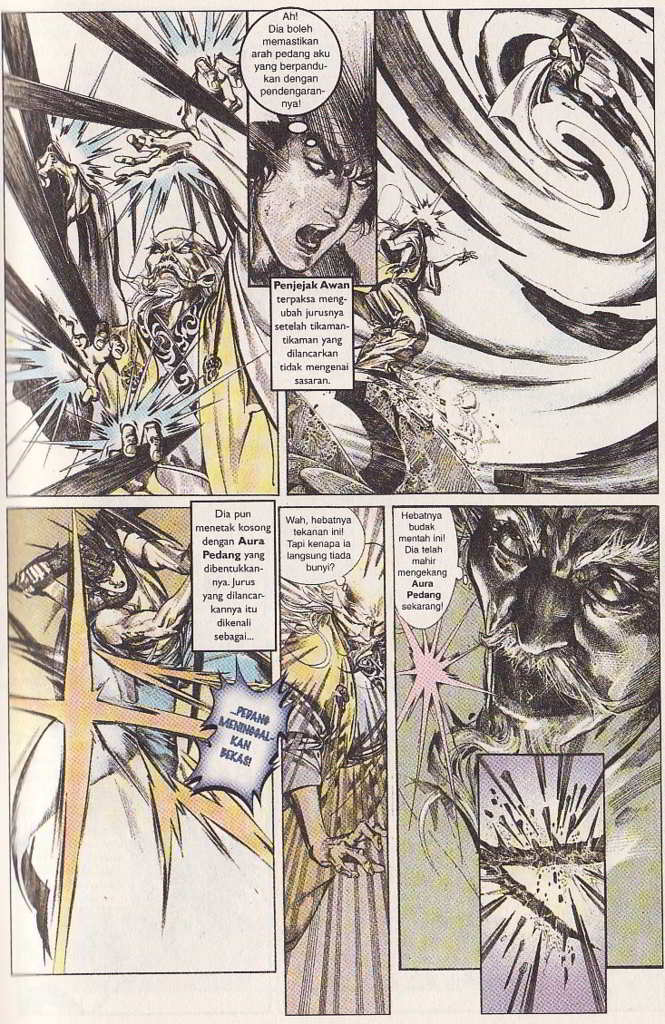 Ah!
Dia boleh
memastikan
arah pedang aku
yang berpandu-
kan dengan
pendengaran-
nya!
Penjejak Awan
terpaksa meng-
ubah jurusnya
setelah tikaman-
tikaman yang
dilancarkan
tidak mengenai
sasaran.
Dia pun
menetak kosong
dengan Aura
Pedang yang
dibentukkan-
nya. Jurus
yang dilancar-
kannya itu
dikenali
sebagai...
...PEDANG
MENINGGAL-
KAN
BEKAS!
Wah, hebatnya
tekanan ini!
Tapi kenapa ia
langsung tiada
bunyi?
Hebatnya
budak
mentah ini!
Dia telah
mahir
mengekang
Aura
Pedang
sekarang!